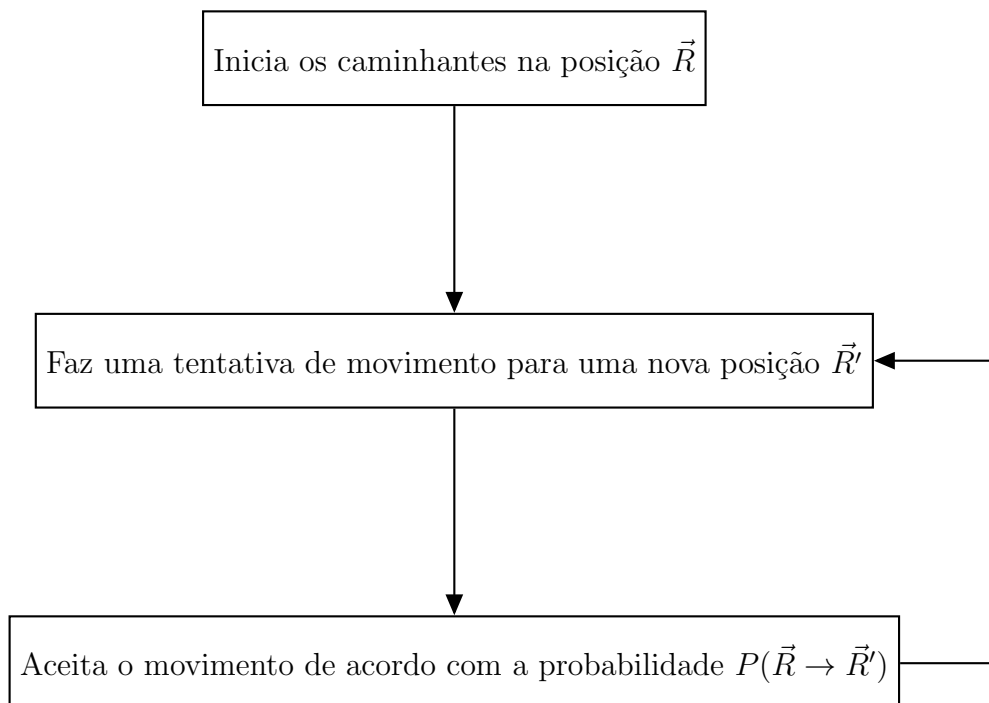 Inicia os caminhantes na posição $\vec{R}$
Faz uma tentativa de movimento para uma nova posição $\vec{R'}$
Aceita o movimento de acordo com a probabilidade $P(\vec{R} \rightarrow \vec{R'})$